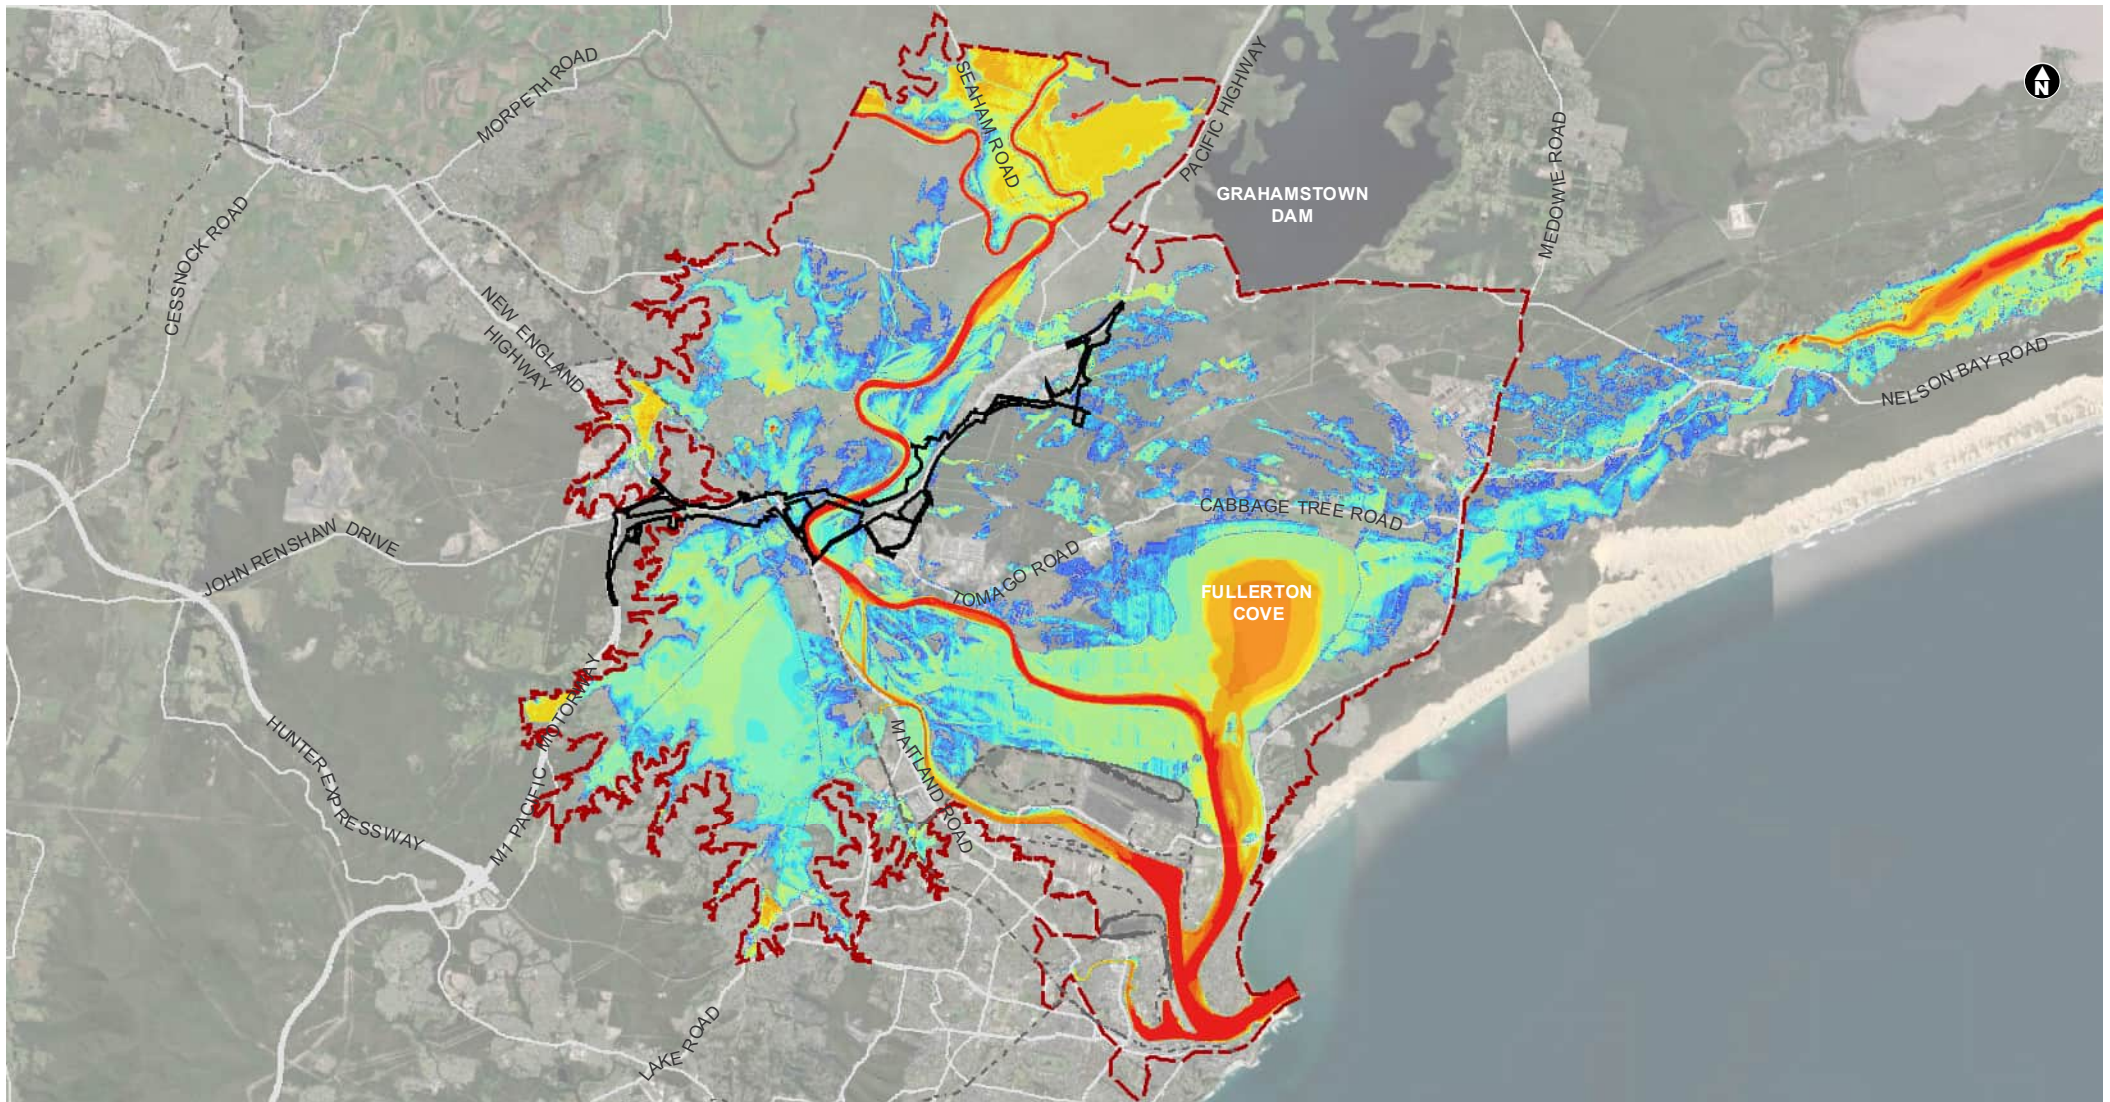 MORPETH ROAD
SEAHAM ROAD
PACIFIC HIGHWAY
N
GRAHAMSTOWN
DAM
MEDOWIE ROAD
CESSNOCK ROAD
NEW ENGLAND
HIGHWAY
NELSON BAY ROAD
CABBAGE TREE ROAD
JOHN RENSHAW DRIVE
TOMAGO ROAD
FULLERTON
COVE
HUNTER EXPRESSWAY
M1 PACIFIC MOTORWAY
MAITLAND ROAD
LAKE ROAD